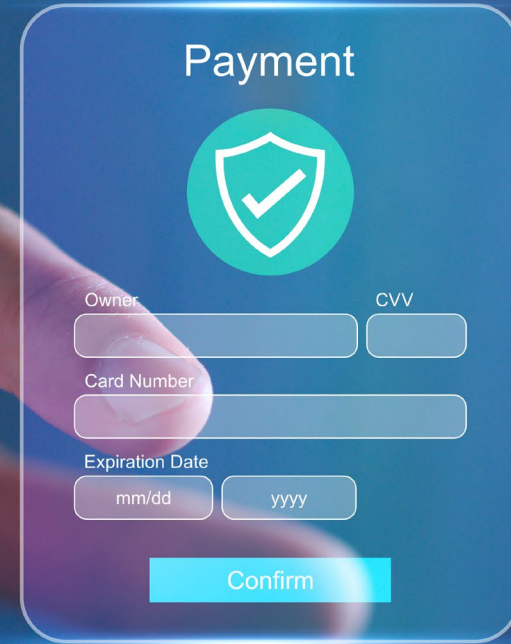 Payment
Owner CVV
Card Number
Expiration Date
mm/dd yyyy
Confirm